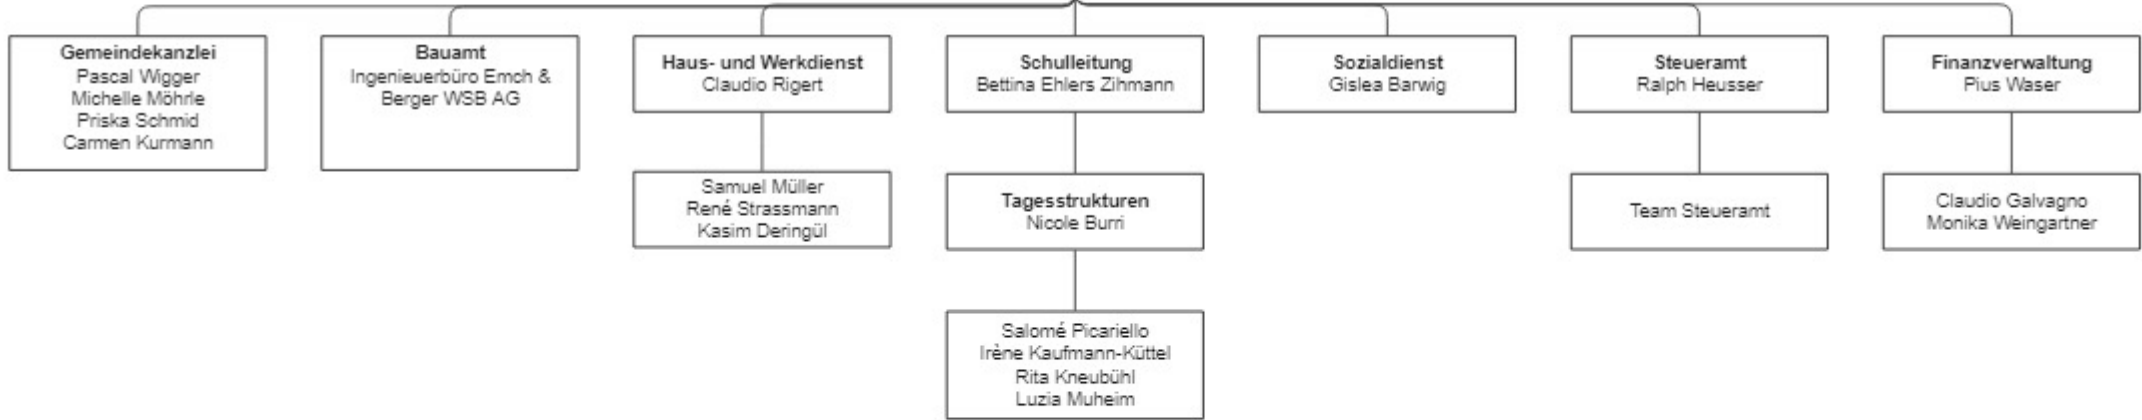 Gemeindekanzlei
Pascal Wigger
Michelle Möhrle
Priska Schmid
Carmen Kurmann
Bauamt
Ingenieuerbüro Emch &
Berger WSB AG
Haus- und Werkdienst
Claudio Rigert
Samuel Müller
René Strassmann
Kasim Deringül
Schulleitung
Bettina Ehlers Zihmann
Tagesstrukturen
Nicole Burri
Salomé Picariello
Irène Kaufmann-Küttel
Rita Kneubühl
Luzia Muheim
Sozialdienst
Gislea Barwig
Steueramt
Ralph Heusser
Team Steueramt
Finanzverwaltung
Pius Waser
Claudio Galvagno
Monika Weingartner